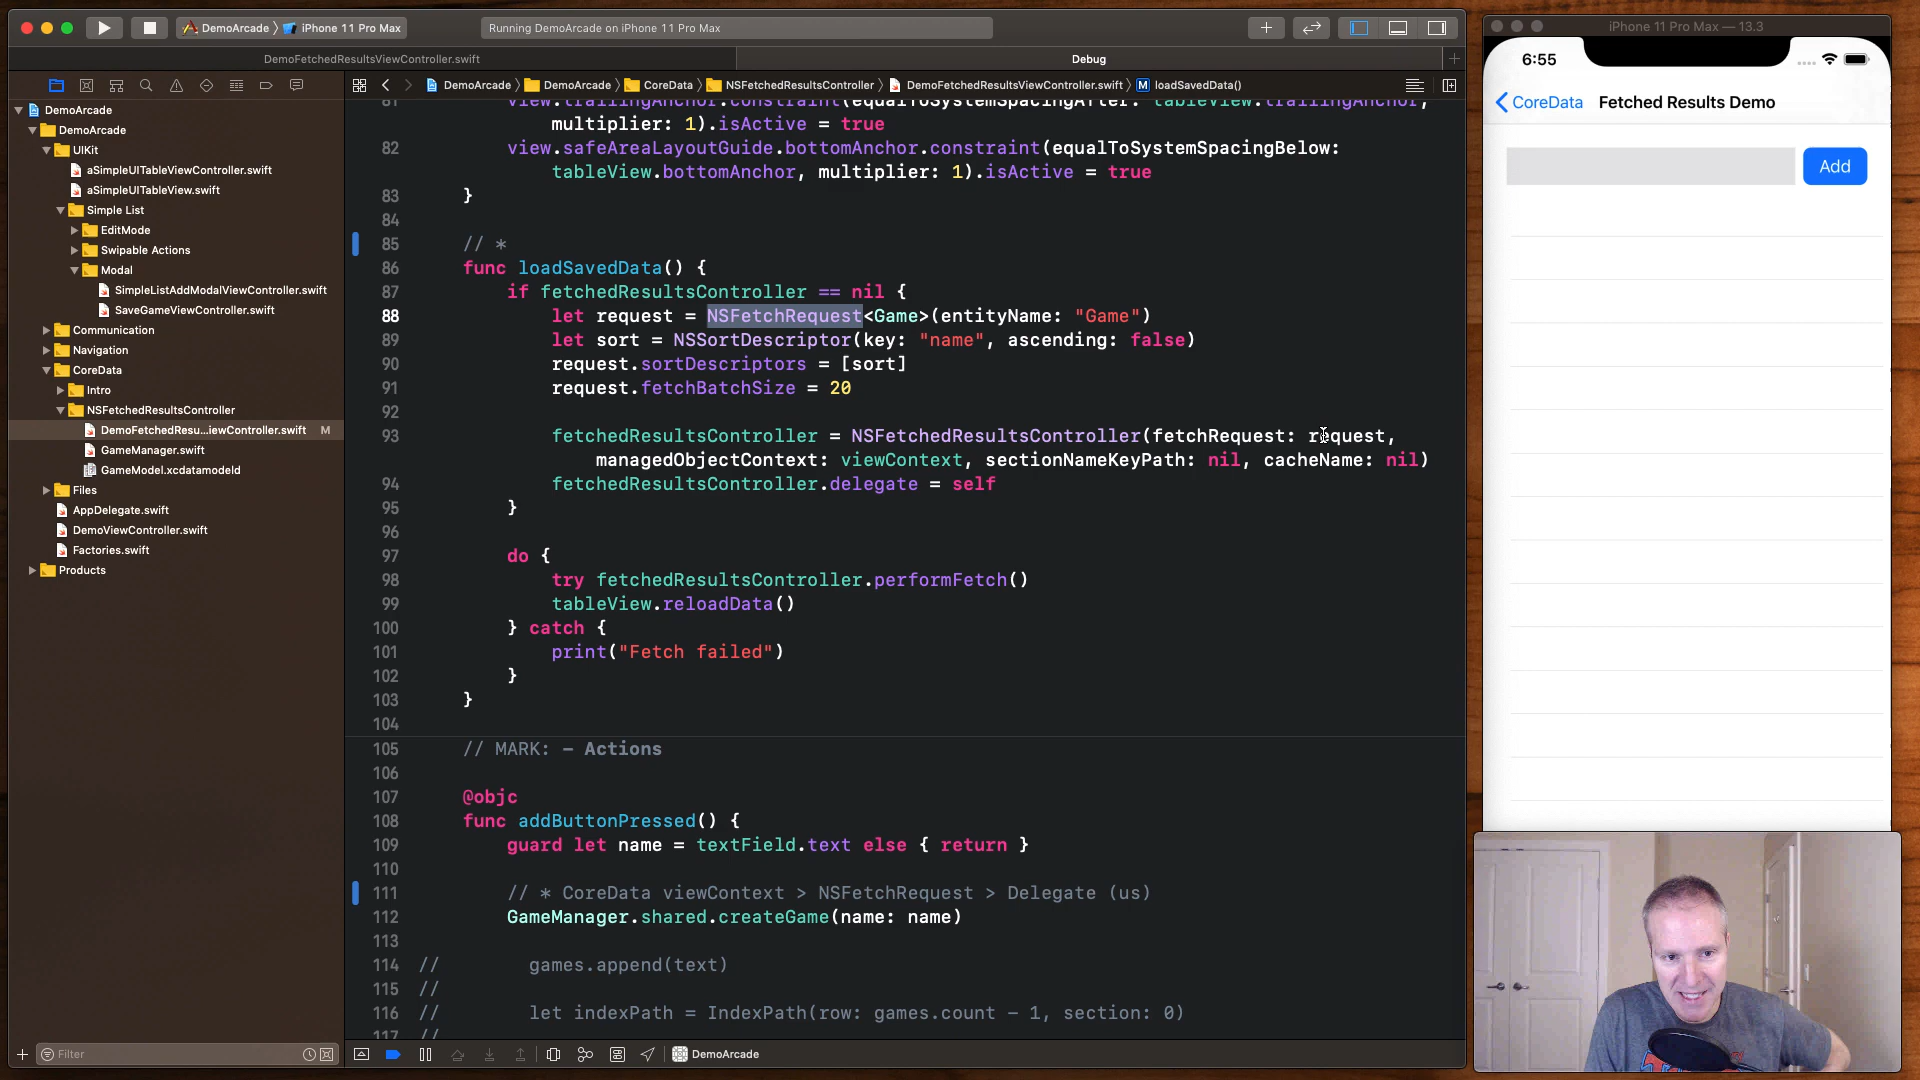 DemoArcade
iPhone 11 Pro Max
Running DemoArcade on iPhone 11 Pro Max
DemoFetchedResultsViewController.swift
Debug
DemoArcade
DemoArcade
CoreData
NSFetchedResultsController
DemoFetchedResultsViewController.swift
M
loadSavedData()
DemoArcade
DemoArcade
UIKit
aSimpleUITableViewController.swift
aSimpleUITableView.swift
Simple List
EditMode
Swipable Actions
Modal
SimpleListAddModalViewController.swift
SaveGameViewController.swift
Communication
Navigation
CoreData
Intro
NSFetchedResultsController
DemoFetchedResu...iewController.swift M
GameManager.swift
GameModel.xcdatamodeld
Files
AppDelegate.swift
DemoViewController.swift
Factories.swift
Products
Filter
81 view.trailingAnchor.constraint(equalToSystemSpacingAfter: tableView.trailingAnchor,
multiplier: 1).isActive = true
82 view.safeAreaLayoutGuide.bottomAnchor.constraint(equalToSystemSpacingBelow:
tableView.bottomAnchor, multiplier: 1).isActive = true
83 }
84
85 // *
86 func loadSavedData() {
87 if fetchedResultsController == nil {
88 let request = NSFetchRequest<Game>(entityName: "Game")
89 let sort = NSSortDescriptor(key: "name", ascending: false)
90 request.sortDescriptors = [sort]
91 request.fetchBatchSize = 20
92
93 fetchedResultsController = NSFetchedResultsController(fetchRequest: request,
managedObjectContext: viewContext, sectionNameKeyPath: nil, cacheName: nil)
94 fetchedResultsController.delegate = self
95 }
96
97 do {
98 try fetchedResultsController.performFetch()
99 tableView.reloadData()
100 } catch {
101 print("Fetch failed")
102 }
103 }
104
105 // MARK: - Actions
106
107 @objc
108 func addButtonPressed() {
109 guard let name = textField.text else { return }
110
111 // * CoreData viewContext > NSFetchRequest > Delegate (us)
112 GameManager.shared.createGame(name: name)
113
114 // games.append(text)
115 //
116 // let indexPath = IndexPath(row: games.count - 1, section: 0)
117 //
DemoArcade
iPhone 11 Pro Max — 13.3
6:55
CoreData
Fetched Results Demo
Add